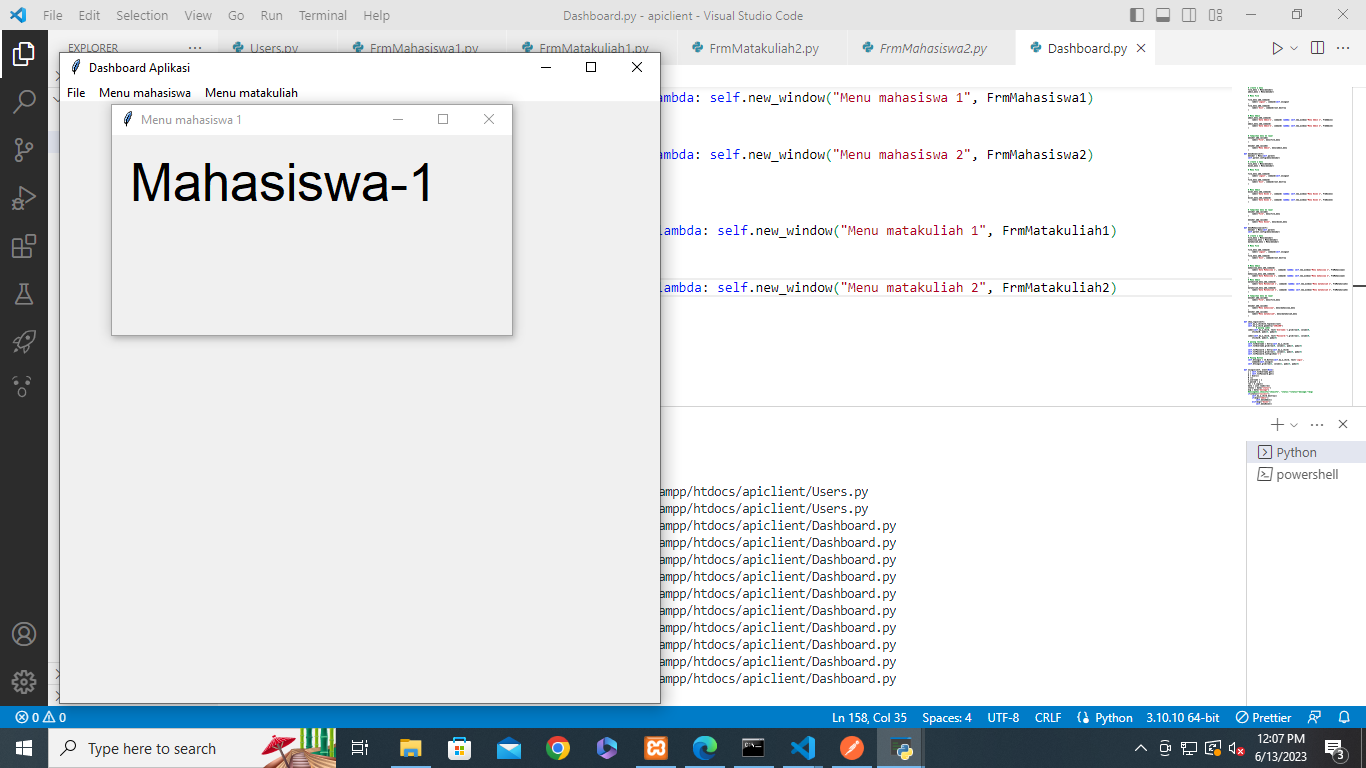 File Edit Selection View Go Run Terminal Help
Dashboard.py - apiclient - Visual Studio Code
EXPLORER
Users.py
FrmMahasiswa1.py
FrmMatakuliah1.py
FrmMatakuliah2.py
FrmMahasiswa2.py
Dashboard.py
Dashboard Aplikasi
File Menu mahasiswa Menu matakuliah
Menu mahasiswa 1
Mahasiswa-1
ambda: self.new_window("Menu mahasiswa 1", FrmMahasiswa1)
ambda: self.new_window("Menu mahasiswa 2", FrmMahasiswa2)
ambda: self.new_window("Menu matakuliah 1", FrmMatakuliah1)
ambda: self.new_window("Menu matakuliah 2", FrmMatakuliah2)
Python
powershell
ampp/htdocs/apiclient/Users.py
ampp/htdocs/apiclient/Users.py
ampp/htdocs/apiclient/Dashboard.py
ampp/htdocs/apiclient/Dashboard.py
ampp/htdocs/apiclient/Dashboard.py
ampp/htdocs/apiclient/Dashboard.py
ampp/htdocs/apiclient/Dashboard.py
ampp/htdocs/apiclient/Dashboard.py
ampp/htdocs/apiclient/Dashboard.py
ampp/htdocs/apiclient/Dashboard.py
ampp/htdocs/apiclient/Dashboard.py
ampp/htdocs/apiclient/Dashboard.py
0 0
Ln 158, Col 35 Spaces: 4 UTF-8 CRLF Python 3.10.10 64-bit Prettier
Type here to search
12:07 PM
6/13/2023
3